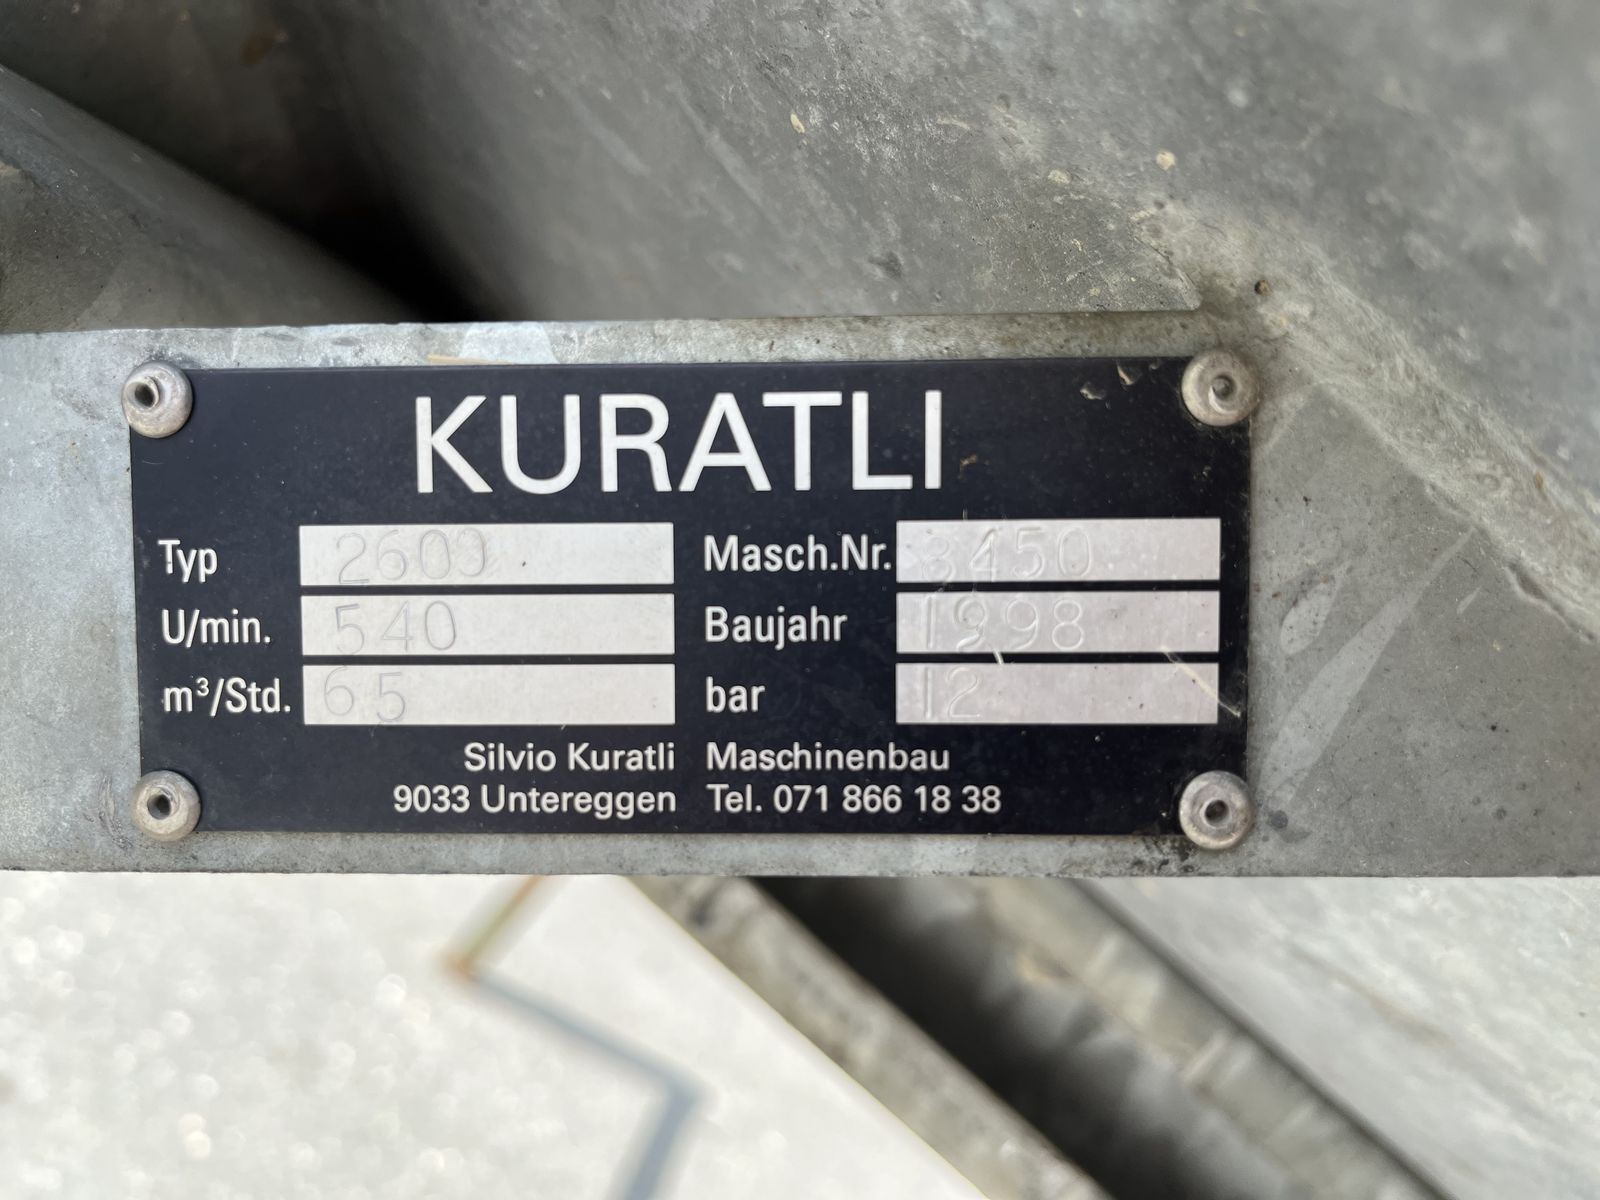 KURATLI
Typ 2600 Masch.Nr. 8450
U/min. 540 Baujahr 1998
m³/Std. 65 bar 12
Silvio Kuratli Maschinenbau
9033 Untereggen Tel. 071 866 18 38